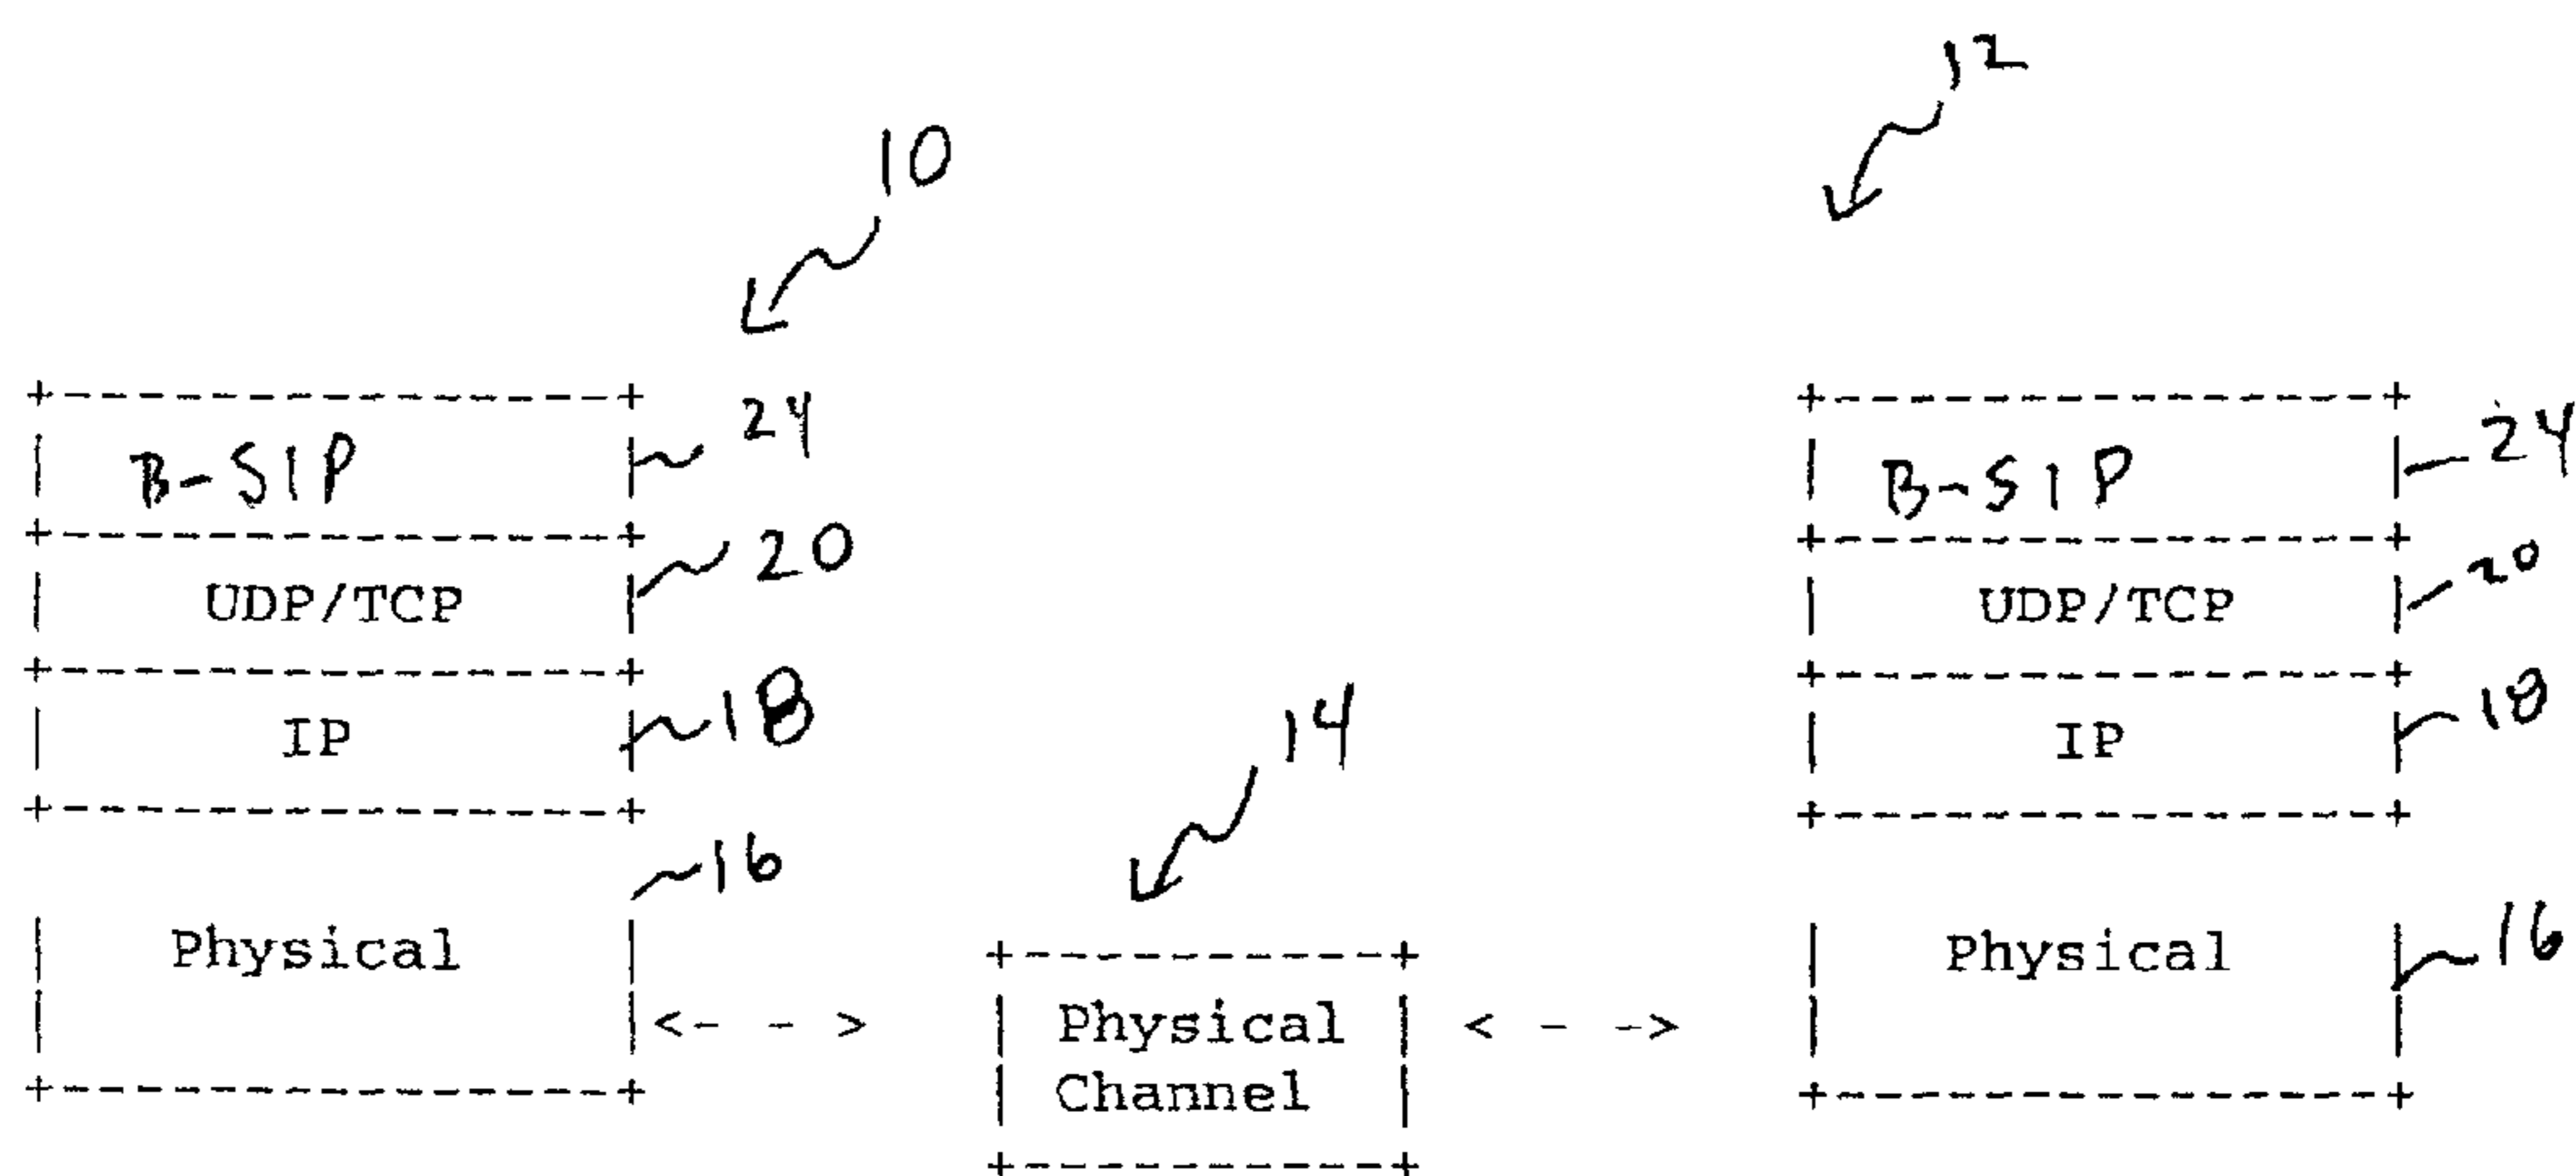 12
10
24
B-SIP
24
B-SIP
20
UDP/TCP
20
UDP/TCP
18
IP
18
IP
14
16
Physical
16
Physical
<- - >
Physical
Channel
< - ->